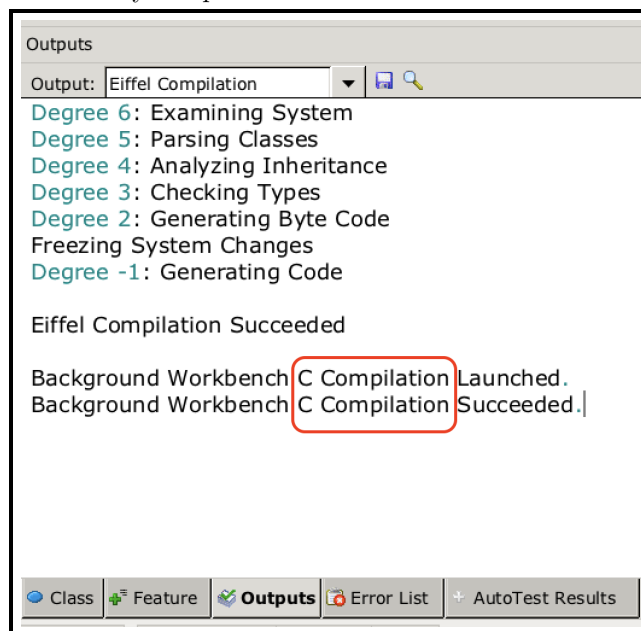 Outputs
Output: Eiffel Compilation
Degree 6: Examining System
Degree 5: Parsing Classes
Degree 4: Analyzing Inheritance
Degree 3: Checking Types
Degree 2: Generating Byte Code
Freezing System Changes
Degree -1: Generating Code
Eiffel Compilation Succeeded
Background Workbench C Compilation Launched.
Background Workbench C Compilation Succeeded.
Class Feature Outputs Error List AutoTest Results